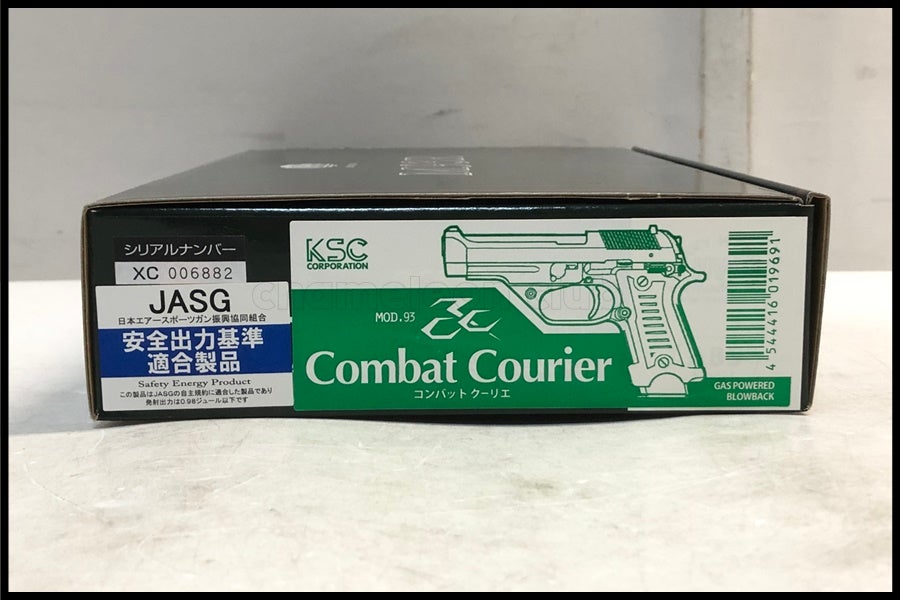 シリアルナンバー
XC 006882
JASG
日本エアースポーツガン振興協同組合
安全出力基準
適合製品
Safety Energy Product
この製品はJASGの自主規約に適合した製品であり
発射出力は0.98ジュール以下です
KSC
CORPORATION
MOD.93
Combat Courier
コンバット クーリエ
GAS POWERED
BLOWBACK
4 544416 019691